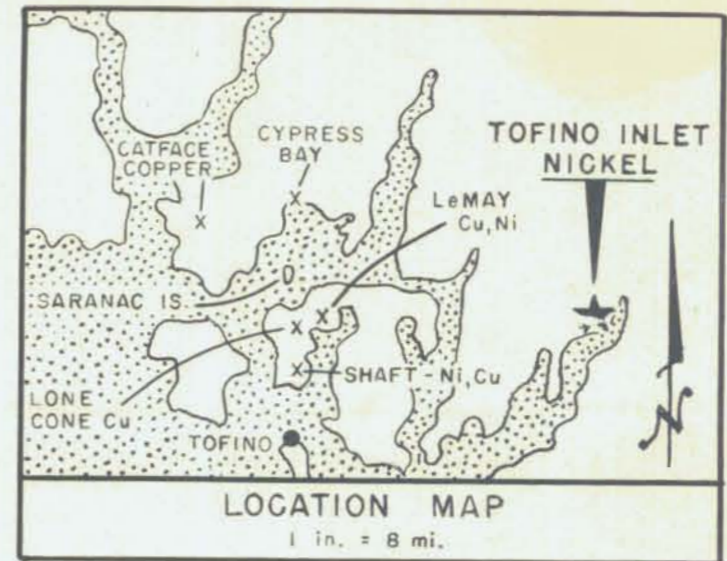 CATFACE
COPPER
CYPRESS
BAY
TOFINO INLET
NICKEL
LeMAY
Cu, Ni
SARANAC IS.
LONE
CONE Cu
SHAFT - Ni, Cu
TOFINO
N
LOCATION MAP
1 in. = 8 mi.